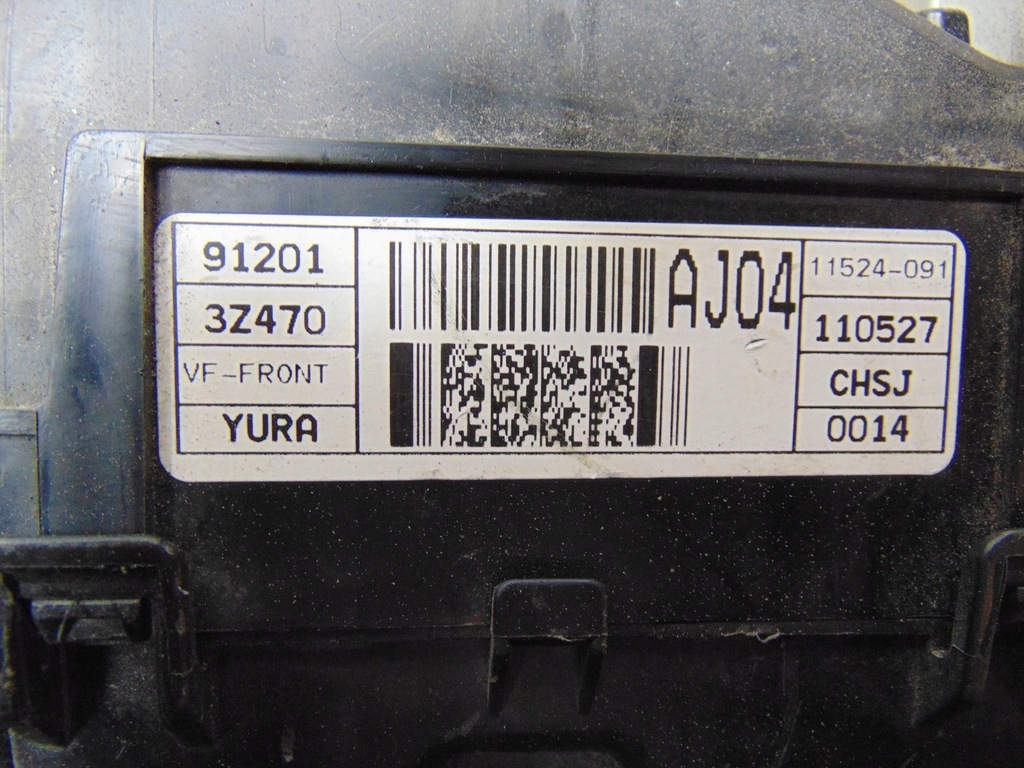 91201
3Z470
VF-FRONT
YURA
AJ04
11524-091
110527
CHSJ
0014